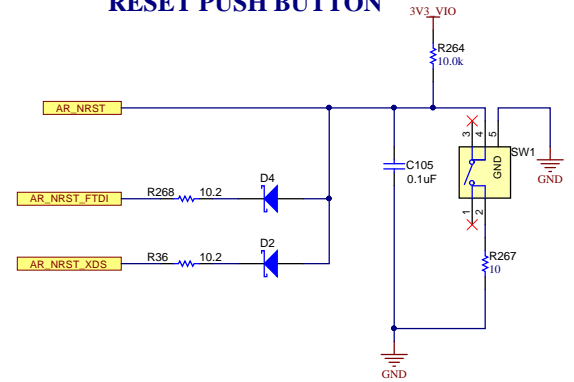 RESET PUSH BUTTON
3V3_VIO
R264
10.0k
AR_NRST
3
4
5
SW1
C105
0.1uF
GND
GND
D4
R268
10.2
AR_NRST_FTDI
1
2
D2
R36
10.2
AR_NRST_XDS
R267
10
GND